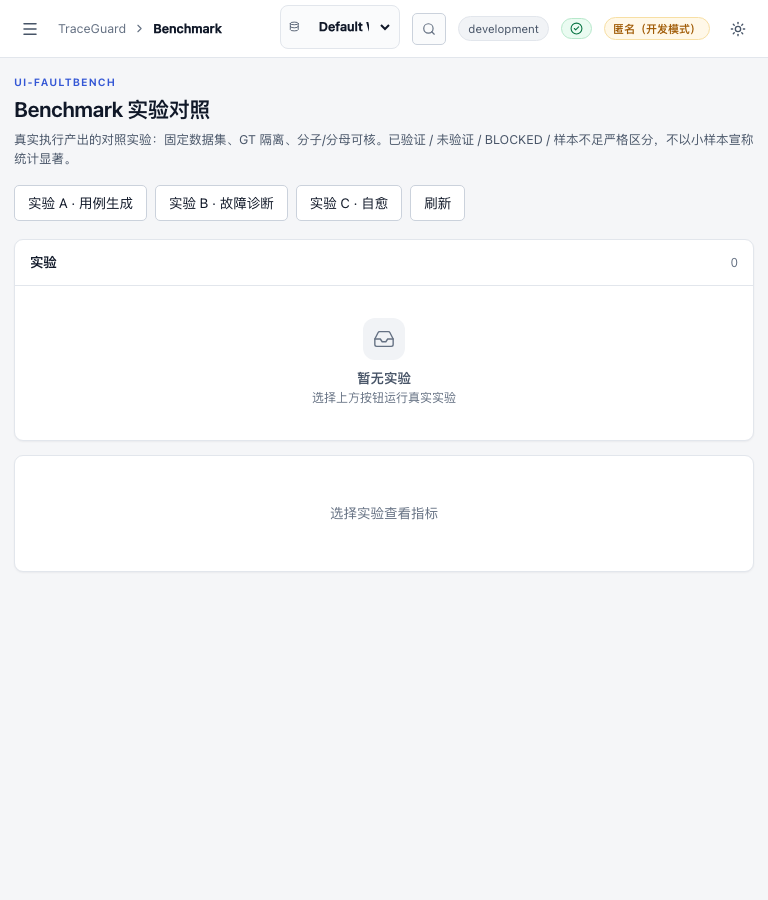 TraceGuard > Benchmark
Default
development
匿名（开发模式）
UI-FAULTBENCH
Benchmark 实验对照
真实执行产出的对照实验：固定数据集、GT 隔离、分子/分母可核。已验证 / 未验证 / BLOCKED / 样本不足严格区分，不以小样本宣称
统计显著。
实验 A · 用例生成
实验 B · 故障诊断
实验 C · 自愈
刷新
实验
0
暂无实验
选择上方按钮运行真实实验
选择实验查看指标